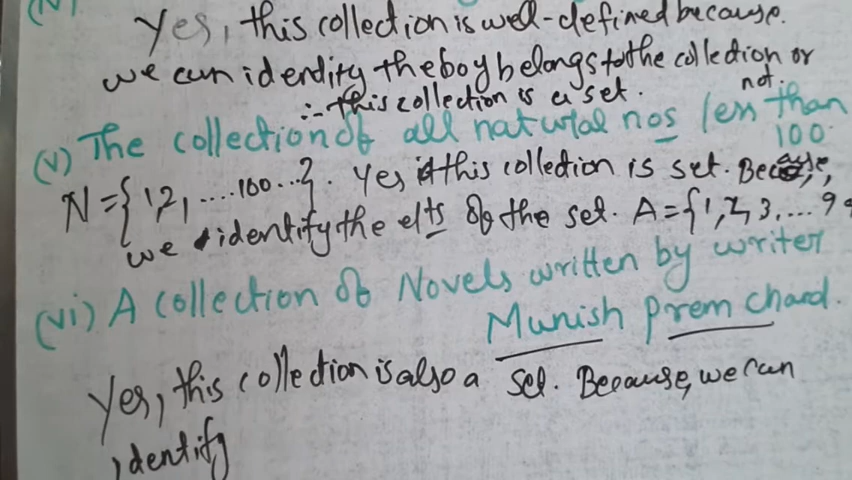 (iv)
Yes, this collection is well-defined because.
we can identity the boy belongs to the collection or
not.
∴ This collection is a set.
(v) The collection of all natural nos less than
100.
N = {1,2, ....100...}. Yes this collection is set. Because,
we identify the elts of the set. A = {1,2,3,....99
(vi) A collection of Novels written by writer
Munish Prem chand.
Yes, this collection is also a set. Because, we can
identify